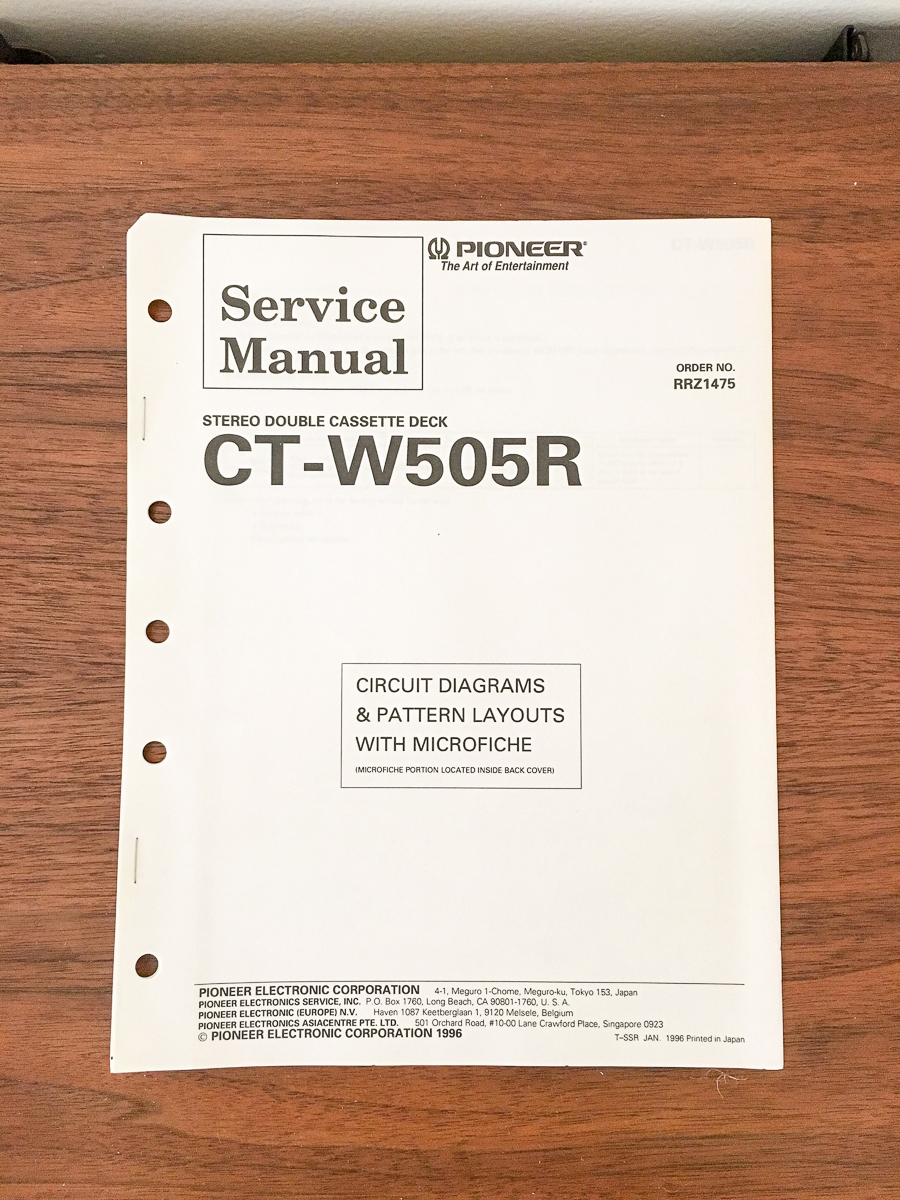 Service
Manual
PIONEER®
The Art of Entertainment
ORDER NO.
RRZ1475
STEREO DOUBLE CASSETTE DECK
CT-W505R
CIRCUIT DIAGRAMS
& PATTERN LAYOUTS
WITH MICROFICHE
(MICROFICHE PORTION LOCATED INSIDE BACK COVER)
PIONEER ELECTRONIC CORPORATION 4-1, Meguro 1-Chome, Meguro-ku, Tokyo 153, Japan
PIONEER ELECTRONICS SERVICE, INC. P.O. Box 1760, Long Beach, CA 90801-1760, U. S. A.
PIONEER ELECTRONIC (EUROPE) N.V. Haven 1087 Keetberglaan 1, 9120 Melsele, Belgium
PIONEER ELECTRONICS ASIACENTRE PTE. LTD. 501 Orchard Road, #10-00 Lane Crawford Place, Singapore 0923
© PIONEER ELECTRONIC CORPORATION 1996
T–SSR JAN. 1996 Printed in Japan